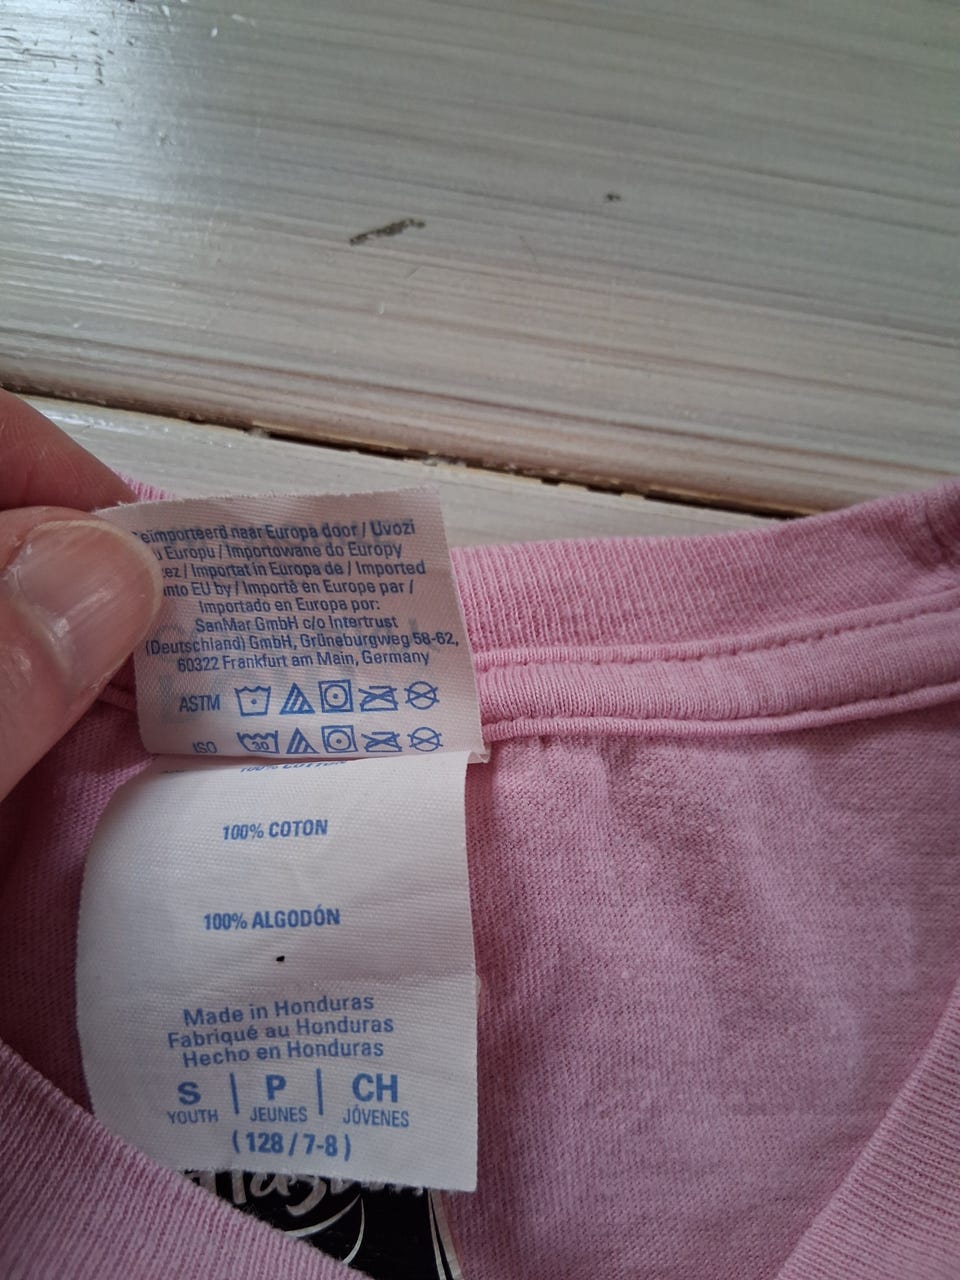 Geïmporteerd naar Europa door / Uvozi
u Europu / Importowane do Europy
/ Importat in Europa de / Imported
into EU by / Importé en Europe par /
Importado en Europa por:
SanMar GmbH c/o Intertrust
(Deutschland) GmbH, Grüneburgweg 58-62,
60322 Frankfurt am Main, Germany
ASTM
ISO 30
100% COTTON
100% COTON
100% ALGODÓN
Made in Honduras
Fabriqué au Honduras
Hecho en Honduras
S | P | CH
YOUTH JEUNES JÓVENES
(128/7-8)